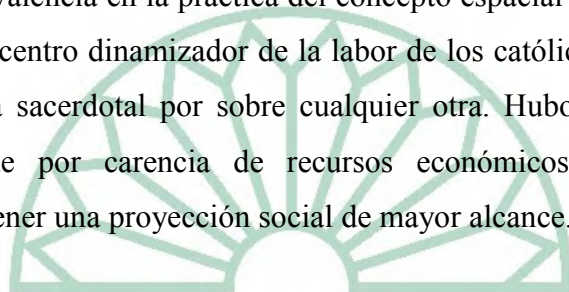 valencia en la práctica del concepto espacial
centro dinamizador de la labor de los católic
sacerdotal por sobre cualquier otra. Hubo
e por carencia de recursos económicos
ener una proyección social de mayor alcance.